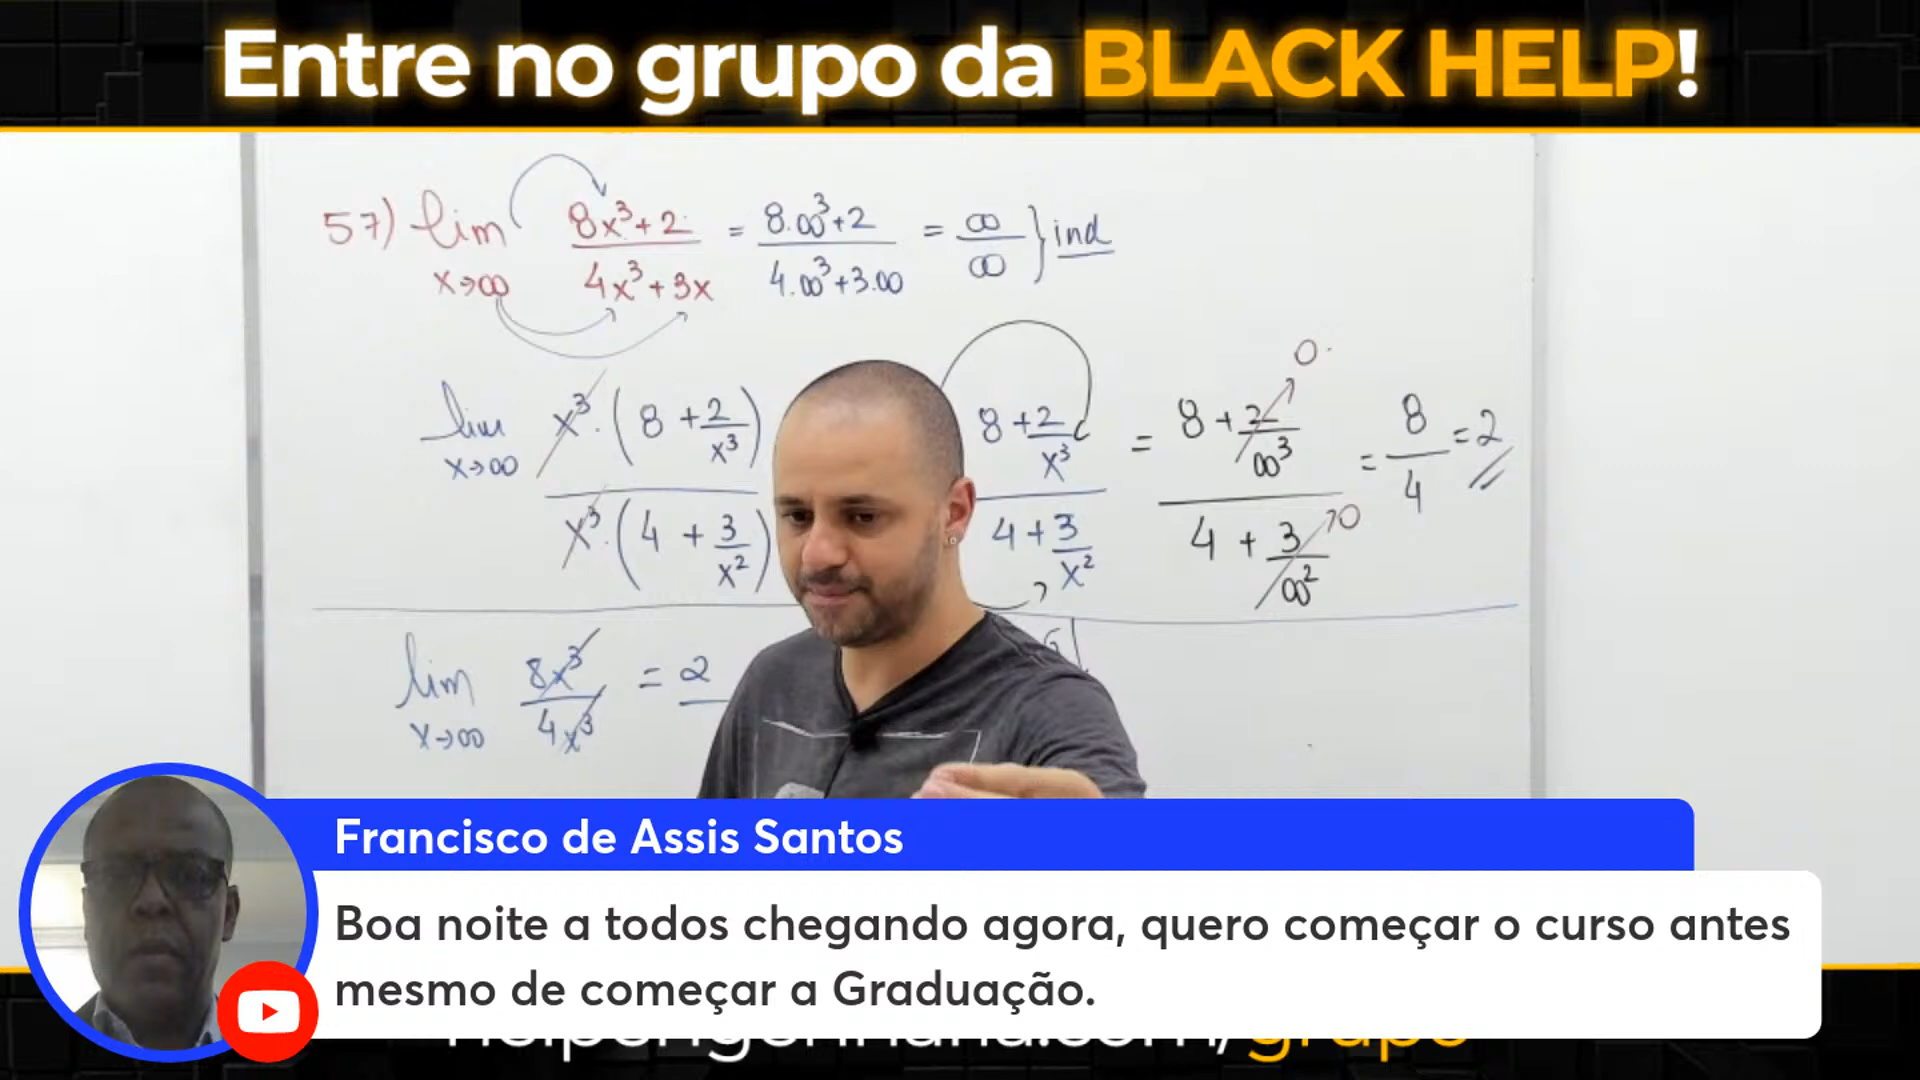 Entre no grupo da BLACK HELP!
57) lim 8x³+2 = 8.∞³+2 = ∞ } ind
x→∞ 4x³+3x 4.∞³+3.∞ ∞
0
lim x³.(8 + 2/x³) 8 + 2/x³ = 8 + 2/∞³ = 8 = 2
x→∞ x³.(4 + 3/x²) 4 + 3/x² 4 + 3/∞² 0 4
lim 8x³ = 2
x→∞ 4x³
Francisco de Assis Santos
Boa noite a todos chegando agora, quero começar o curso antes
mesmo de começar a Graduação.